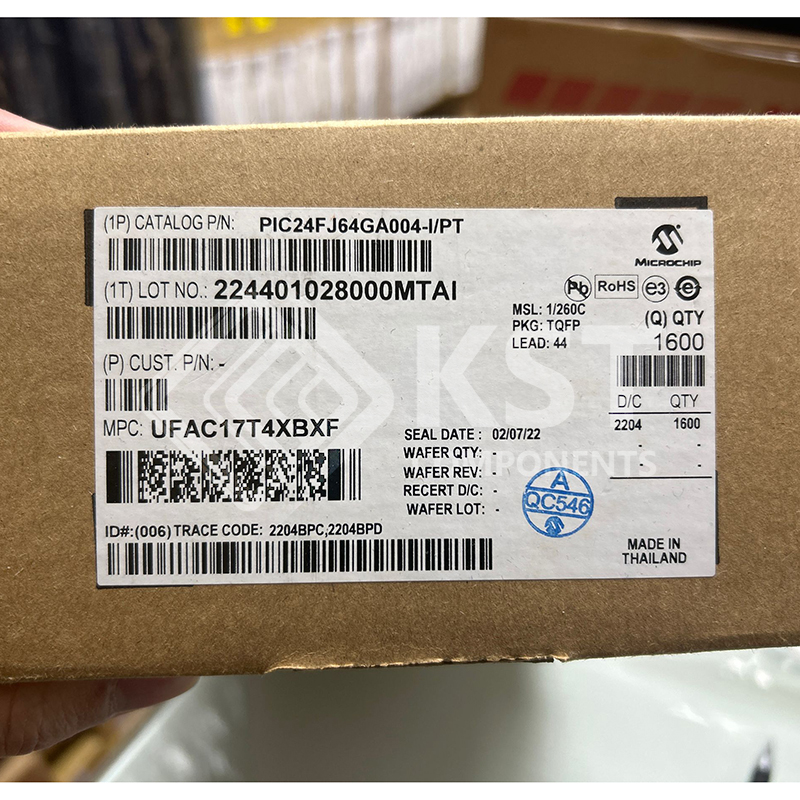 (1P) CATALOG P/N: PIC24FJ64GA004-I/PT
MICROCHIP
(1T) LOT NO.: 224401028000MTAI
Pb RoHS e3 e
MSL: 1/260C
PKG: TQFP
LEAD: 44
(Q) QTY
1600
(P) CUST. P/N: -
D/C QTY
2204 1600
- -
- -
MPC: UFAC17T4XBXF
SEAL DATE : 02/07/22
WAFER QTY: -
WAFER REV: -
RECERT D/C: -
WAFER LOT: -
A
QC546
ID#:(006) TRACE CODE: 2204BPC,2204BPD
MADE IN
THAILAND
KST
COMPONENTS